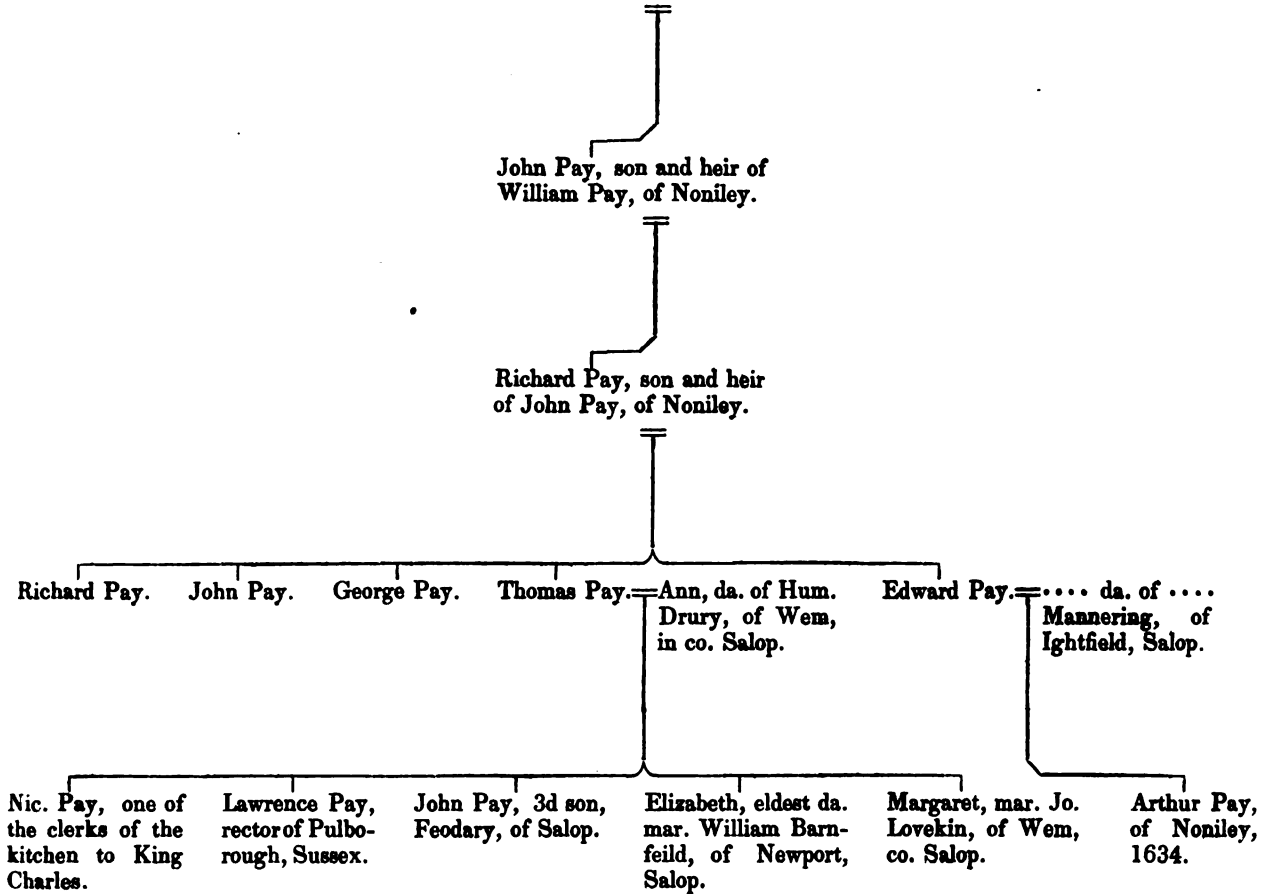 John Pay, son and heir of
William Pay, of Noniley.
Richard Pay, son and heir
of John Pay, of Noniley.
Richard Pay.
John Pay.
George Pay.
Thomas Pay.
Ann, da. of Hum.
Drury, of Wem,
in co. Salop.
Edward Pay.
.... da. of ....
Mannering, of
Ightfield, Salop.
Nic. Pay, one of
the clerks of the
kitchen to King
Charles.
Lawrence Pay,
rector of Pulbo-
rough, Sussex.
John Pay, 3d son,
Feodary, of Salop.
Elizabeth, eldest da.
mar. William Barn-
feild, of Newport,
Salop.
Margaret, mar. Jo.
Lovekin, of Wem,
co. Salop.
Arthur Pay,
of Noniley,
1634.